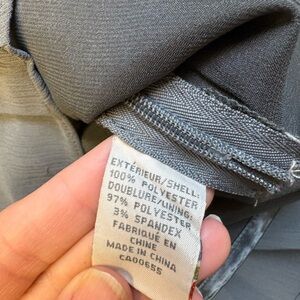 EXTÉRIEUR/SHELL:
100% POLYESTER
DOUBLURE/LINING:
97% POLYESTER
3% SPANDEX
FABRIQUÉ EN
CHINE
MADE IN CHINA
CA00655